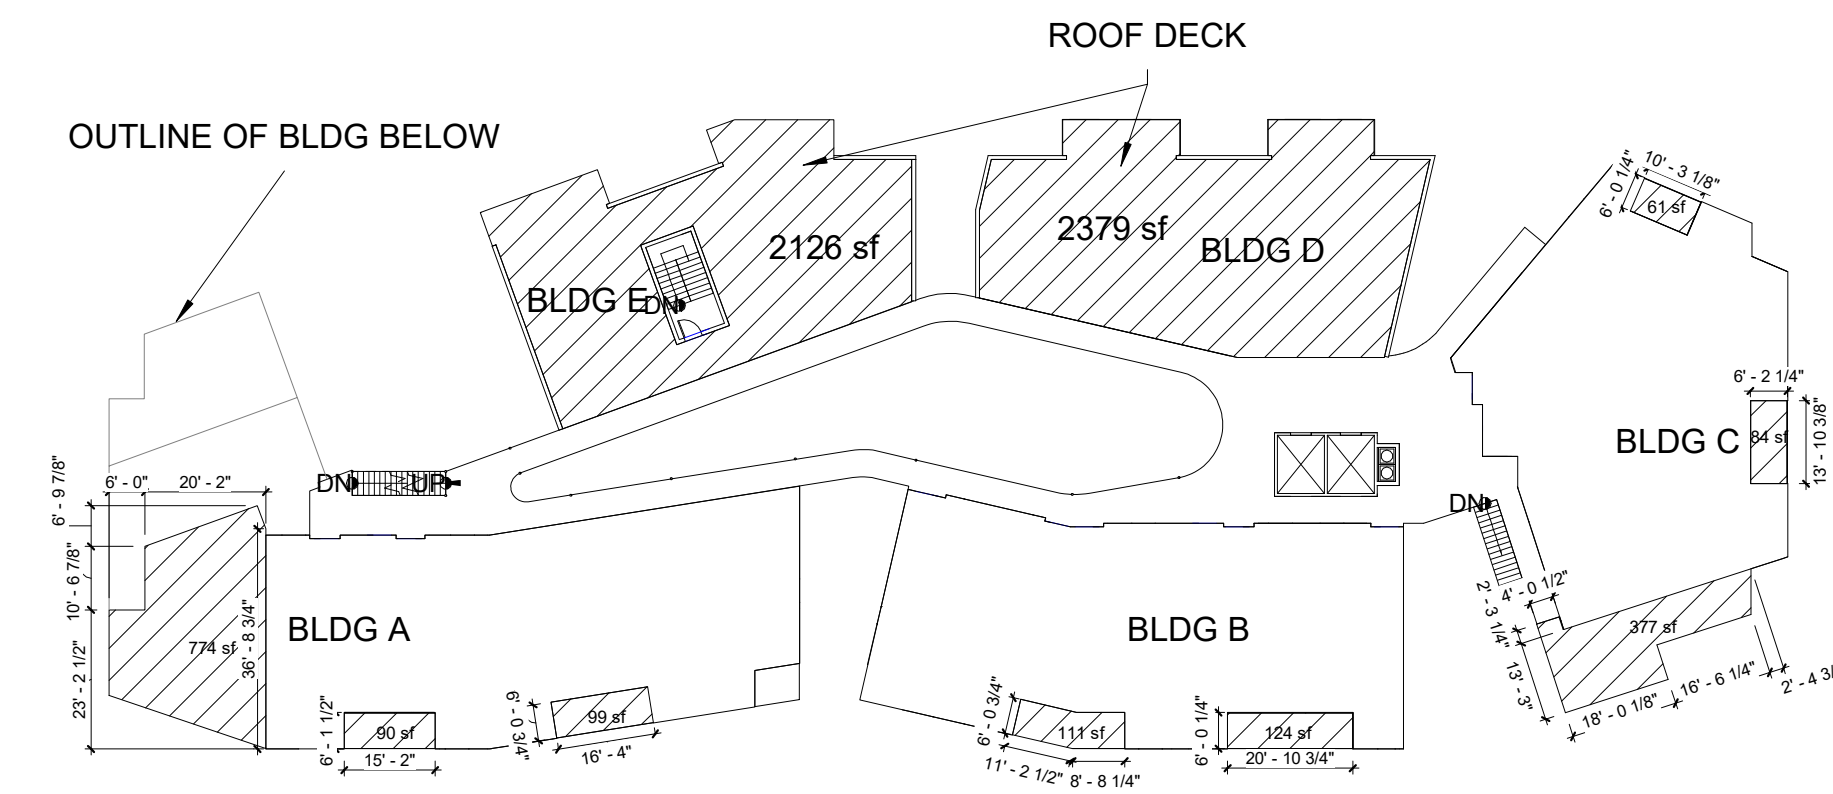 ROOF DECK
OUTLINE OF BLDG BELOW
10' - 3 1/8"
6' - 0 1/4"
61 sf
2379 sf
2126 sf
BLDG D
BLDG E
DN
6' - 2 1/4"
84 sf
13' - 10 3/8"
BLDG C
6' - 9 7/8"
6' - 0"
20' - 2"
DN
UP
DN
10' - 6 7/8"
23' - 2 1/2"
774 sf
36' - 8 3/4"
BLDG A
BLDG B
2' - 3 1/4"
4' - 0 1/2"
377 sf
13' - 3"
18' - 0 1/8"
16' - 6 1/4"
6' - 1 1/2"
90 sf
15' - 2"
6' - 0 3/4"
99 sf
16' - 4"
6' - 0 3/4"
111 sf
11' - 2 1/2"
8' - 8 1/4"
6' - 0 1/4"
124 sf
20' - 10 3/4"
2' - 4 3/